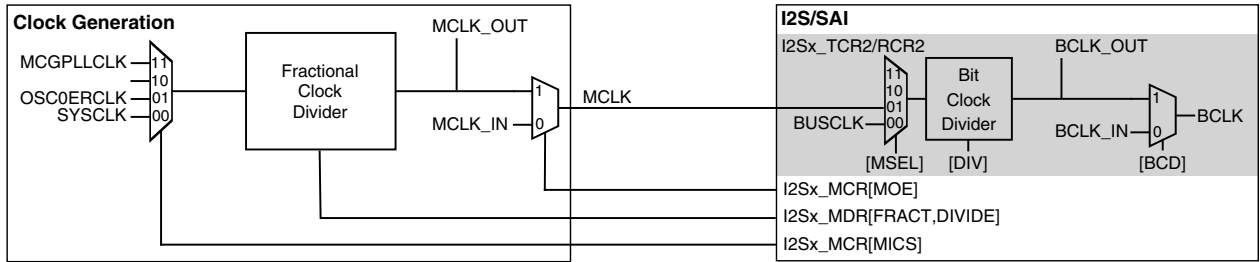 Clock Generation
MCGPLLCLK
11
10
OSC0ERCLK
01
SYSCLK
00
Fractional
Clock
Divider
MCLK_OUT
1
MCLK_IN
0
MCLK
I2S/SAI
I2Sx_TCR2/RCR2
11
10
01
BUSCLK
00
[MSEL]
Bit
Clock
Divider
[DIV]
BCLK_OUT
1
BCLK_IN
0
[BCD]
BCLK
I2Sx_MCR[MOE]
I2Sx_MDR[FRACT,DIVIDE]
I2Sx_MCR[MICS]